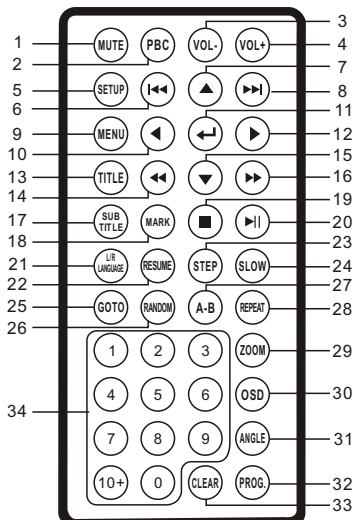 3
1 MUTE PBC VOL- VOL+ 4
2 7
5 SETUP 8
6 11
9 MENU 12
10 15
13 TITLE 16
14 19
17 SUB TITLE MARK 20
18 23
21 L/R LANGUAGE RESUME STEP SLOW 24
22 27
25 GOTO RANDOM A-B REPEAT 28
26
1 2 3 ZOOM 29
34 4 5 6 OSD 30
7 8 9 ANGLE 31
10+ 0 CLEAR PROG. 32
33